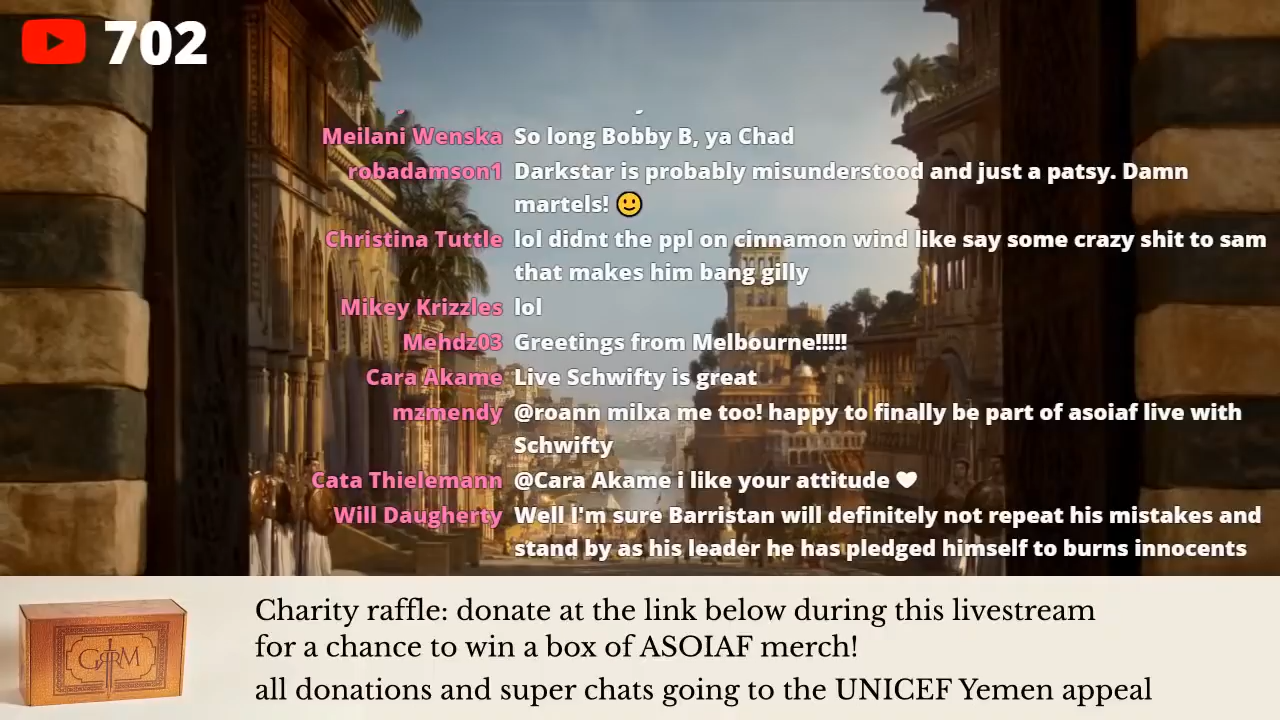 702
Meilani Wenska So long Bobby B, ya Chad
robadamson1 Darkstar is probably misunderstood and just a patsy. Damn
martels! 🙂
Christina Tuttle lol didnt the ppl on cinnamon wind like say some crazy shit to sam
that makes him bang gilly
Mikey Krizzles lol
Mehdz03 Greetings from Melbourne!!!!!
Cara Akame Live Schwifty is great
mzmendy @roann milxa me too! happy to finally be part of asoiaf live with
Schwifty
Cata Thielemann @Cara Akame i like your attitude ❤
Will Daugherty Well I'm sure Barristan will definitely not repeat his mistakes and
stand by as his leader he has pledged himself to burns innocents
Charity raffle: donate at the link below during this livestream
for a chance to win a box of ASOIAF merch!
all donations and super chats going to the UNICEF Yemen appeal
GRRM